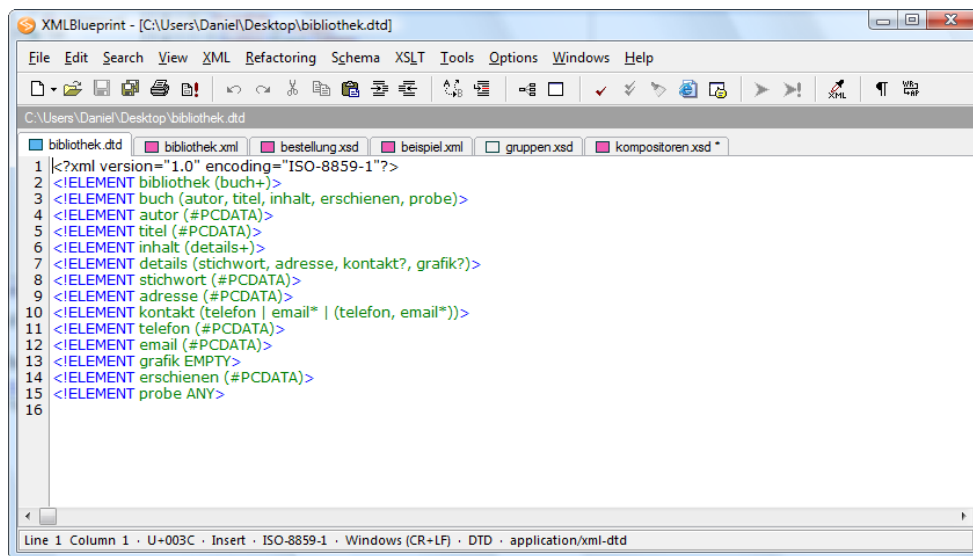 XMLBlueprint - [C:\Users\Daniel\Desktop\bibliothek.dtd]
File Edit Search View XML Refactoring Schema XSLT Tools Options Windows Help
C:\Users\Daniel\Desktop\bibliothek.dtd
bibliothek.dtd bibliothek.xml bestellung.xsd beispiel.xml gruppen.xsd kompositoren.xsd *
1 <?xml version="1.0" encoding="ISO-8859-1"?>
2 <!ELEMENT bibliothek (buch+)>
3 <!ELEMENT buch (autor, titel, inhalt, erschienen, probe)>
4 <!ELEMENT autor (#PCDATA)>
5 <!ELEMENT titel (#PCDATA)>
6 <!ELEMENT inhalt (details+)>
7 <!ELEMENT details (stichwort, adresse, kontakt?, grafik?)>
8 <!ELEMENT stichwort (#PCDATA)>
9 <!ELEMENT adresse (#PCDATA)>
10 <!ELEMENT kontakt (telefon | email* | (telefon, email*))>
11 <!ELEMENT telefon (#PCDATA)>
12 <!ELEMENT email (#PCDATA)>
13 <!ELEMENT grafik EMPTY>
14 <!ELEMENT erschienen (#PCDATA)>
15 <!ELEMENT probe ANY>
16
Line 1 Column 1 · U+003C · Insert · ISO-8859-1 · Windows (CR+LF) · DTD · application/xml-dtd